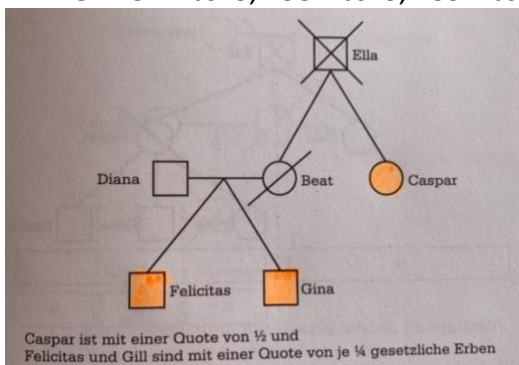 Ella
Diana
Beat
Caspar
Felicitas
Gina
Caspar ist mit einer Quote von ½ und
Felicitas und Gill sind mit einer Quote von je ¼ gesetzliche Erben